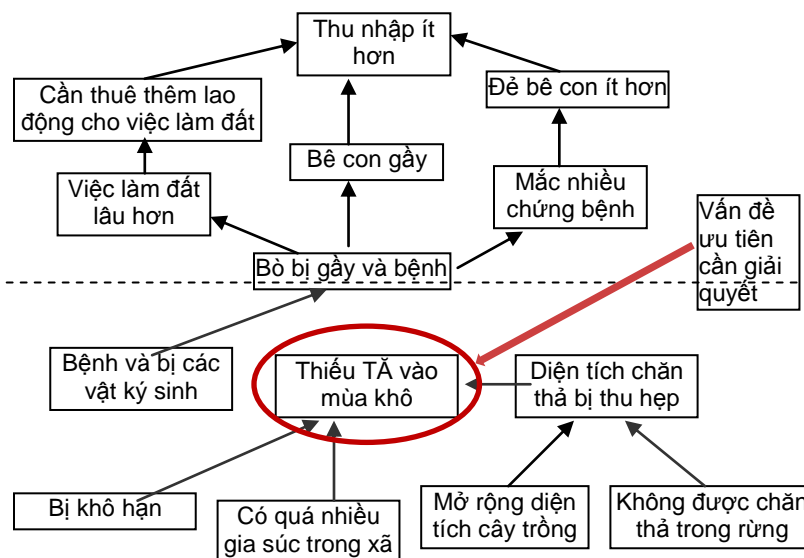 Thu nhập ít
hơn
Cần thuê thêm lao
động cho việc làm đất
Đẻ bê con ít hơn
Bê con gầy
Việc làm đất
lâu hơn
Mắc nhiều
chứng bệnh
Vấn đề
ưu tiên
cần giải
quyết
Bò bị gầy và bệnh
Bệnh và bị các
vật ký sinh
Thiếu TĂ vào
mùa khô
Diện tích chăn
thả bị thu hẹp
Bị khô hạn
Có quá nhiều
gia súc trong xã
Mở rộng diện
tích cây trồng
Không được chăn
thả trong rừng